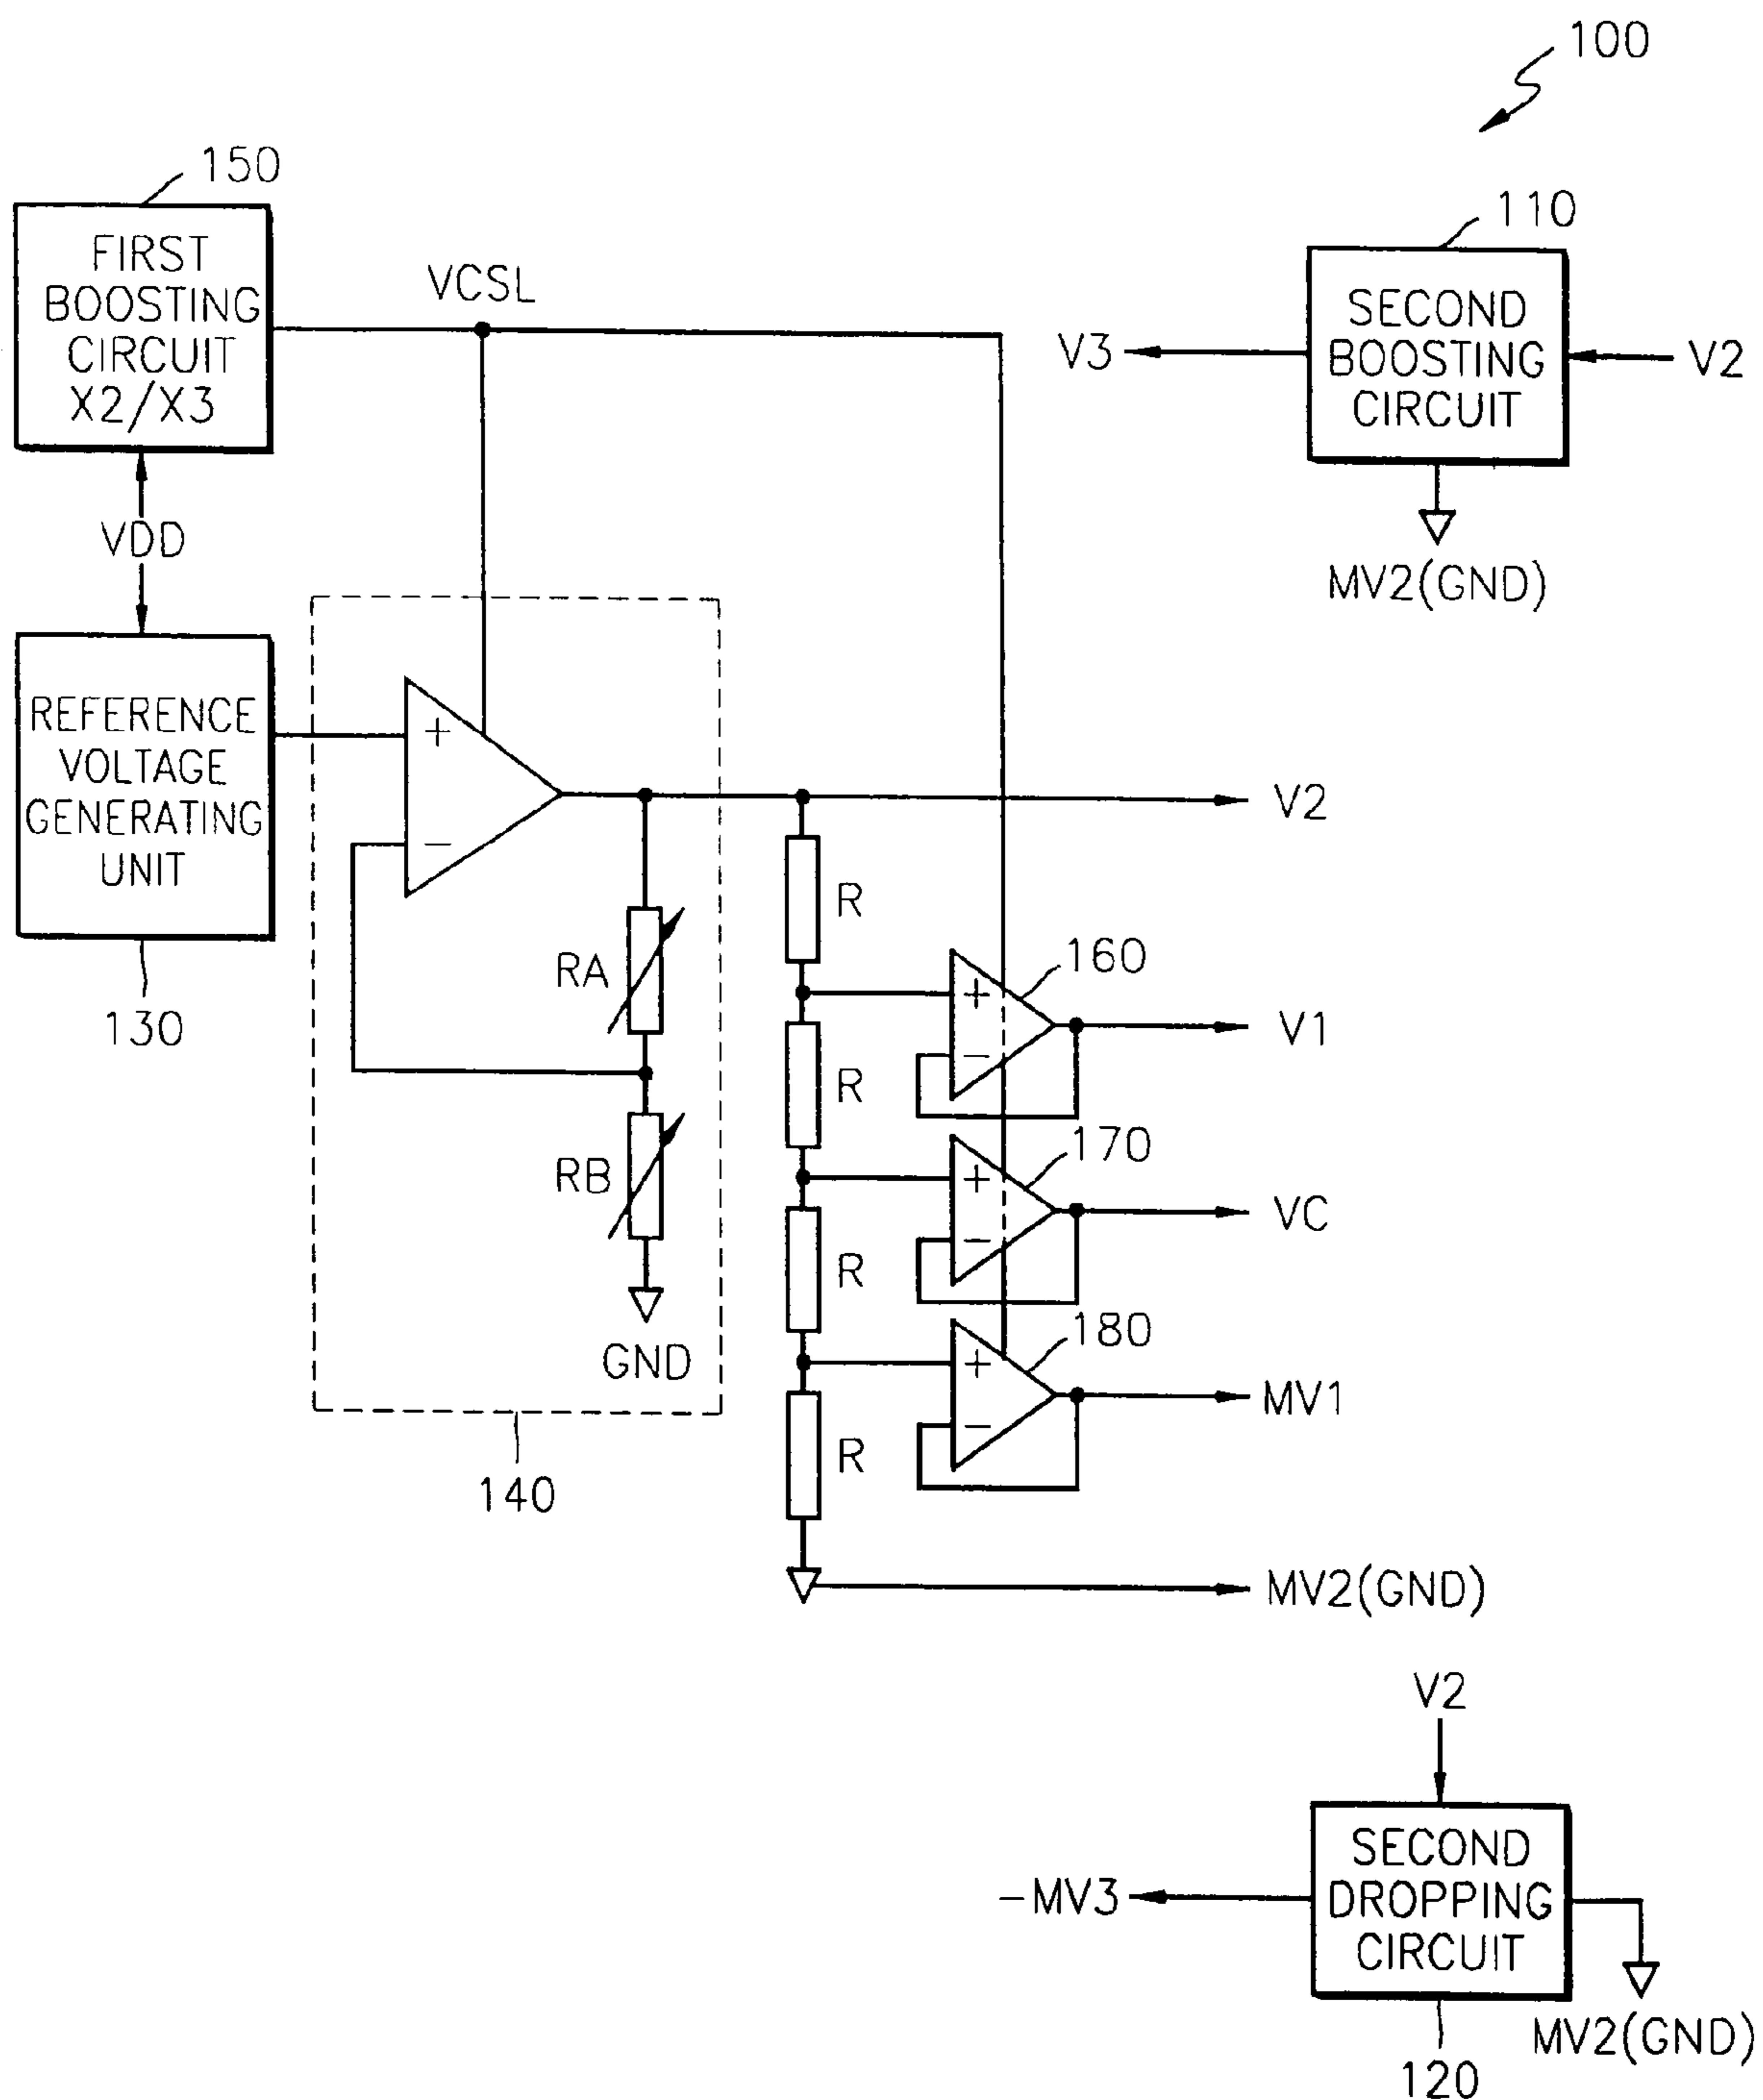 100
150
FIRST
BOOSTING
CIRCUIT
X2/X3
VCSL
110
SECOND
BOOSTING
CIRCUIT
V3
V2
MV2(GND)
VDD
REFERENCE
VOLTAGE
GENERATING
UNIT
130
+
−
RA
RB
GND
140
V2
R
R
R
R
160
+
−
V1
170
+
−
VC
180
+
−
MV1
MV2(GND)
V2
SECOND
DROPPING
CIRCUIT
-MV3
MV2(GND)
120